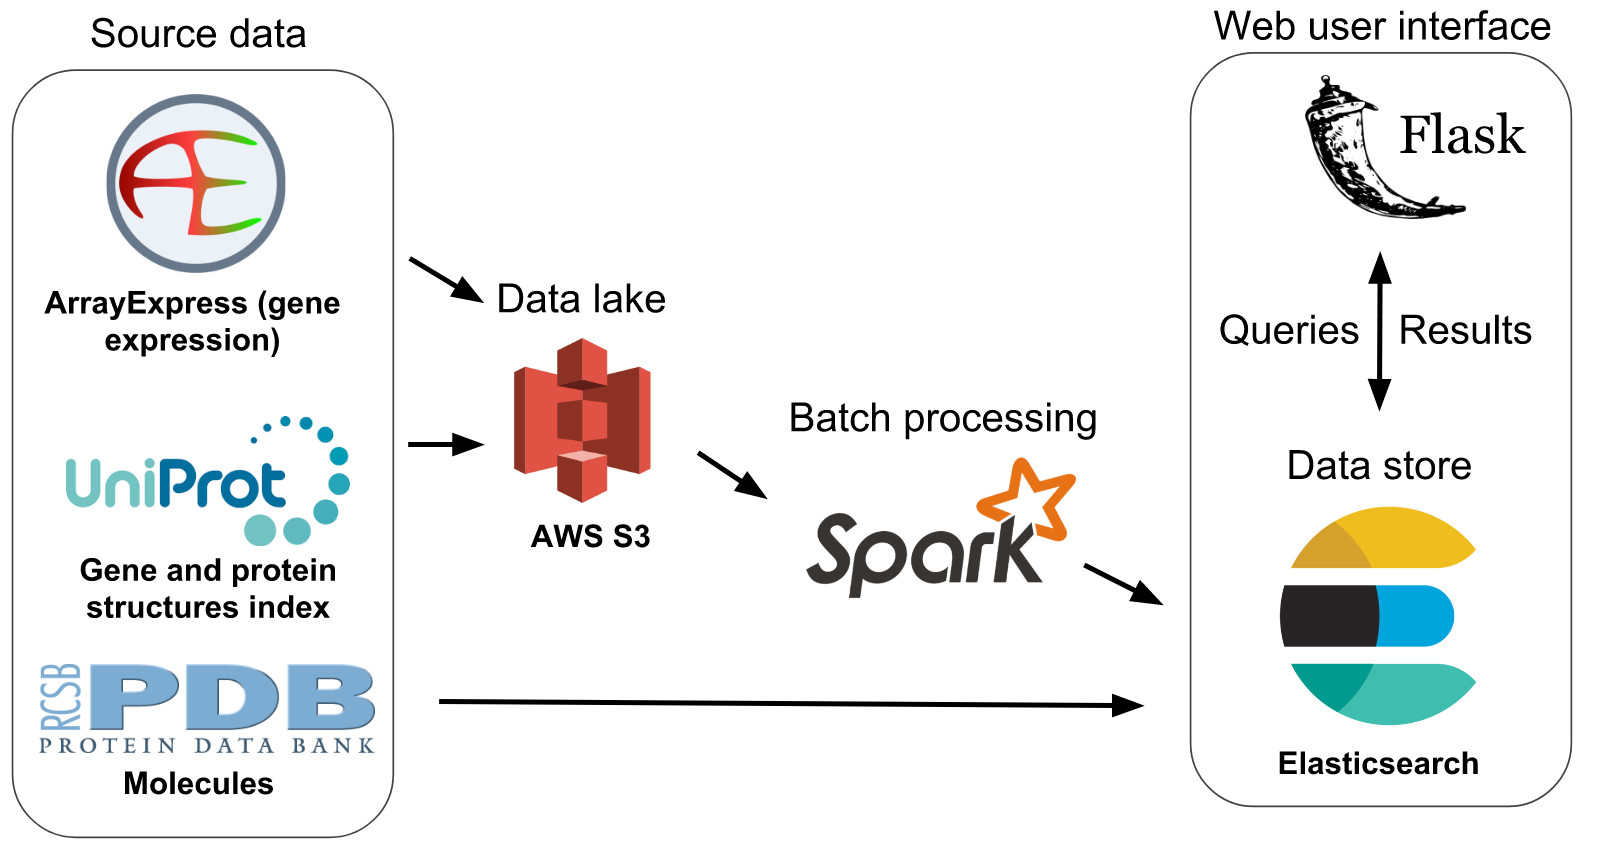 Source data
ArrayExpress (gene
expression)
UniProt
Gene and protein
structures index
RCSB
PDB
PROTEIN DATA BANK
Molecules
Data lake
AWS S3
Batch processing
Spark
Web user interface
Flask
Queries
Results
Data store
Elasticsearch